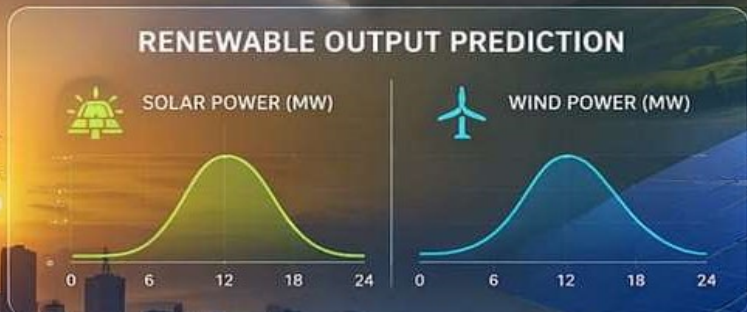 RENEWABLE OUTPUT PREDICTION
SOLAR POWER (MW)
0 6 12 18 24
WIND POWER (MW)
0 6 12 18 24